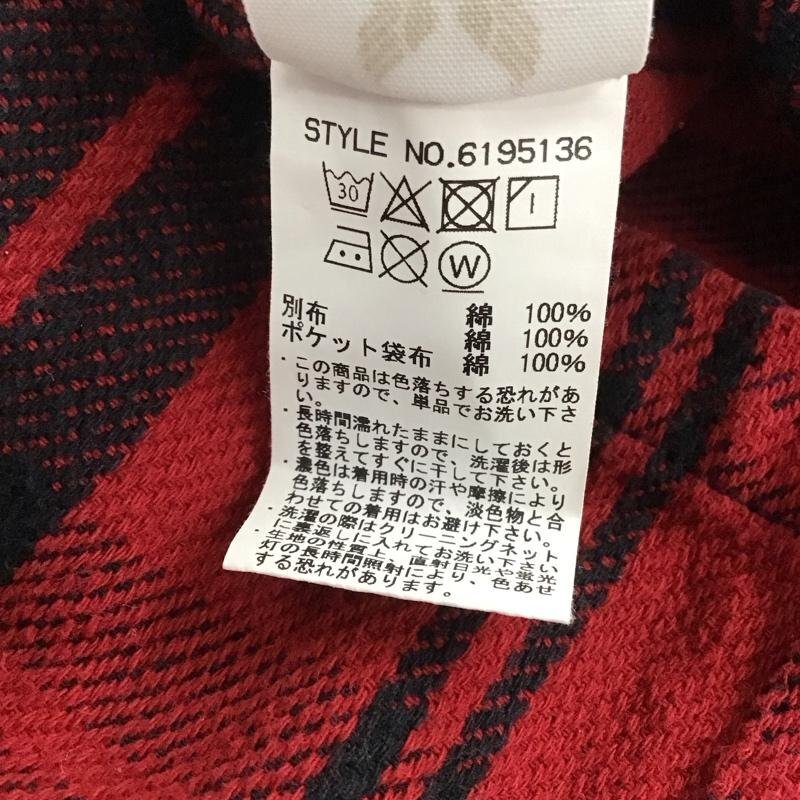 STYLE NO.6195136
30
W
綿 100%
別布 綿 100%
ポケット袋布 綿 100%
・この商品は色落ちする恐れがあ
りますので、単品でお洗い下さ
い。
・長時間濡れたままにしておくと
色落ちしますので、洗濯後は形
を整えてすぐに干して下さい。
・濃色は着用時の汗や摩擦により
色落ちしますので、淡色物と合
わせての着用はお避け下さい。
・洗濯の際はクリーニングネット
に裏返しに入れてお洗い下さい
・生地の性質上、直射日光や蛍光
灯の長時間照射により、色あせ
する恐れがあります。